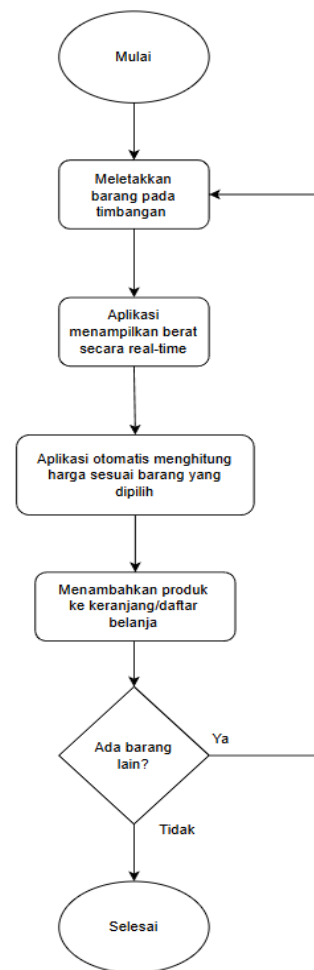 Mulai
Meletakkan
barang pada
timbangan
Aplikasi
menampilkan berat
secara real-time
Aplikasi otomatis menghitung
harga sesuai barang yang
dipilih
Menambahkan produk
ke keranjang/daftar
belanja
Ada barang
lain?
Ya
Tidak
Selesai